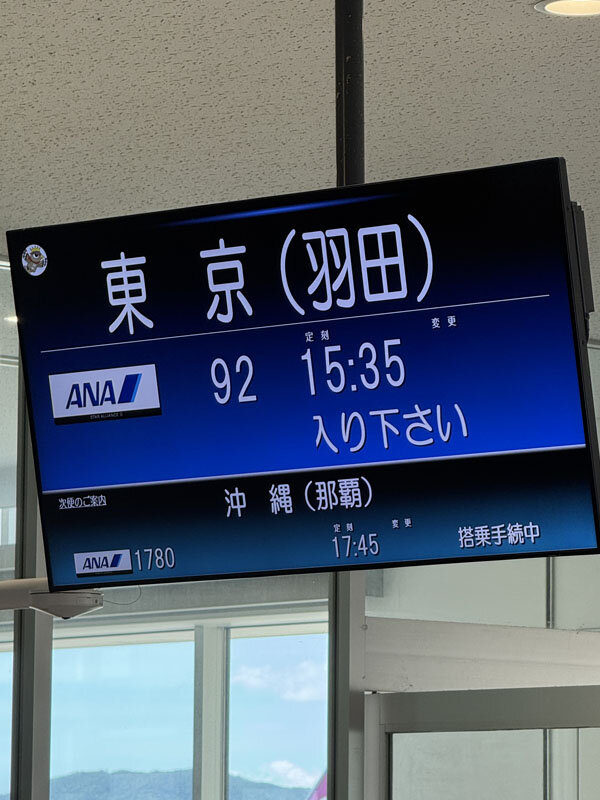 東京(羽田)
定刻 変更
ANA 92 15:35
STAR ALLIANCE
入り下さい
次便のご案内
沖縄(那覇)
定刻 変更
ANA 1780 17:45 搭乗手続中